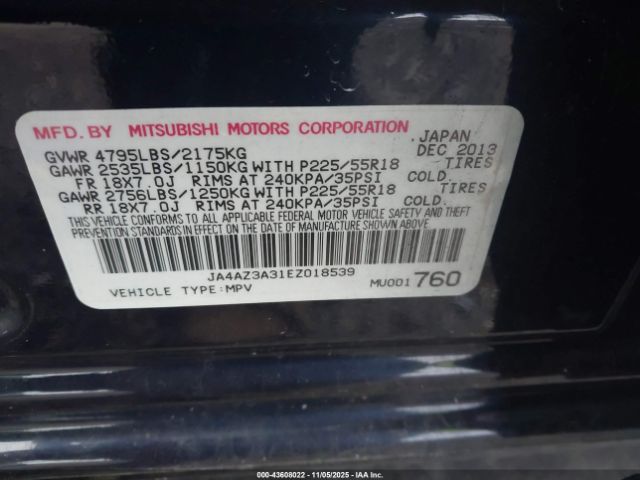 MFD. BY MITSUBISHI MOTORS CORPORATION
JAPAN
GVWR 4795LBS/2175KG DEC 2013
GAWR 2535LBS/1150KG WITH P225/55R18 TIRES
FR 18X7.0J RIMS AT 240KPA/35PSI COLD.
GAWR 2756LBS/1250KG WITH P225/55R18 TIRES
RR 18X7.0J RIMS AT 240KPA/35PSI COLD.
THIS VEHICLE CONFORMS TO ALL APPLICABLE FEDERAL MOTOR VEHICLE SAFETY AND THEFT
PREVENTION STANDARDS IN EFFECT ON THE DATE OF MANUFACTURE SHOWN ABOVE.
JA4AZ3A31EZ018539
VEHICLE TYPE:MPV MU001 760
000-43608022 - 11/05/2025 - IAA, Inc.